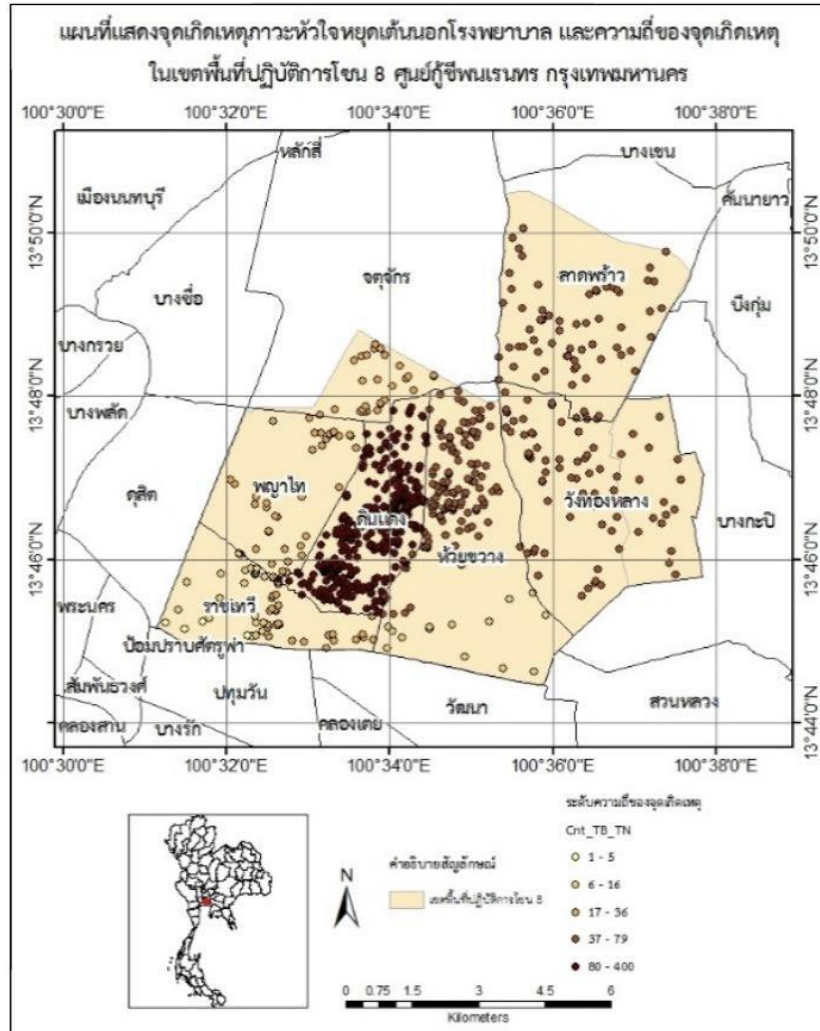 แผนที่แสดงจุดเกิดเหตุภาวะหัวใจหยุดเต้นนอกโรงพยาบาล และความถี่ของจุดเกิดเหตุ
ในเขตพื้นที่ปฏิบัติการโซน 8 ศูนย์กู้ชีพนเรนทร กรุงเทพมหานคร
100°30'0"E 100°32'0"E 100°34'0"E 100°36'0"E 100°38'0"E
หลักสี่
บางเขน
เมืองนนทบุรี
คันนายาว
13°50'0"N 13°50'0"N
ลาดพร้าว
จตุจักร
บางซื่อ
บึงกุ่ม
บางกรวย
13°48'0"N 13°48'0"N
บางพลัด
พญาไท
ดุสิต
วังทองหลาง
ดินแดง
บางกะปิ
ห้วยขวาง
13°46'0"N 13°46'0"N
พระนคร
ราชเทวี
ป้อมปราบศัตรูพ่า
สัมพันธวงศ์
ปทุมวัน
วัฒนา
สวนหลวง
คลองสาน
บางรัก
คลองเตย
13°44'0"N 13°44'0"N
100°30'0"E 100°32'0"E 100°34'0"E 100°36'0"E 100°38'0"E
ระดับความถี่ของจุดเกิดเหตุ
Cnt_TB_TN
1 - 5
6 - 16
17 - 36
37 - 79
80 - 400
คำอธิบายสัญลักษณ์
เขตพื้นที่ปฏิบัติการโซน 8
N
0 0.75 1.5 3 4.5 6
Kilometers